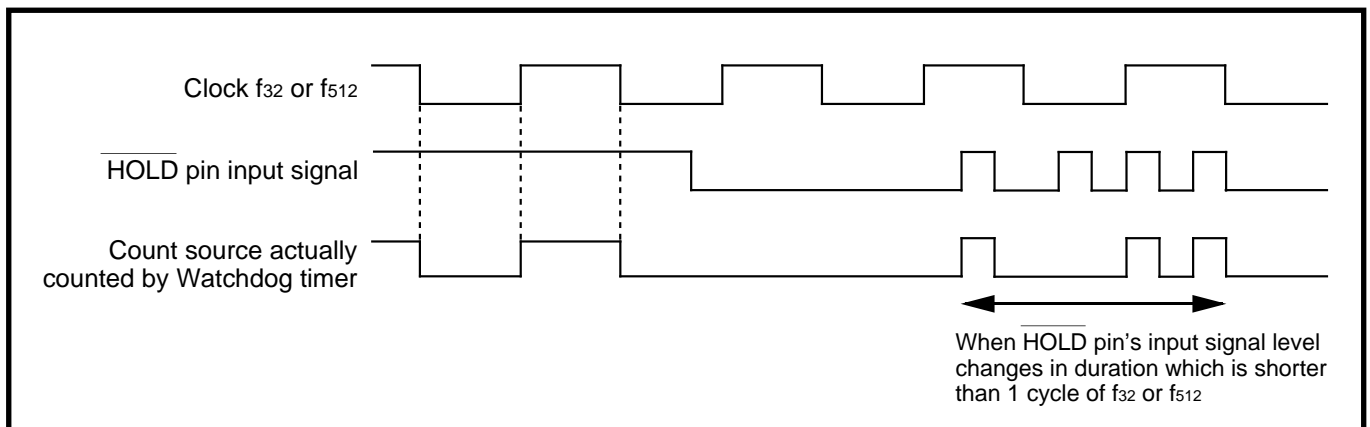 Clock f32 or f512
HOLD pin input signal
Count source actually
counted by Watchdog timer
When HOLD pin's input signal level
changes in duration which is shorter
than 1 cycle of f32 or f512